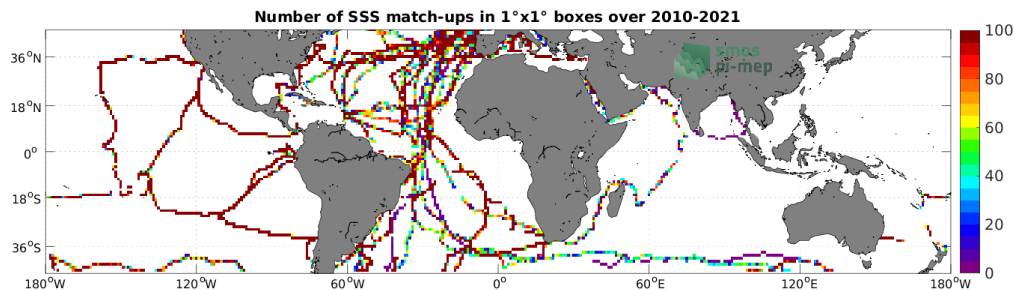 Number of SSS match-ups in 1°x1° boxes over 2010-2021
smos
pi-mep
36°N
18°N
0°
18°S
36°S
180°W 120°W 60°W 0° 60°E 120°E 180°W
100
80
60
40
20
0